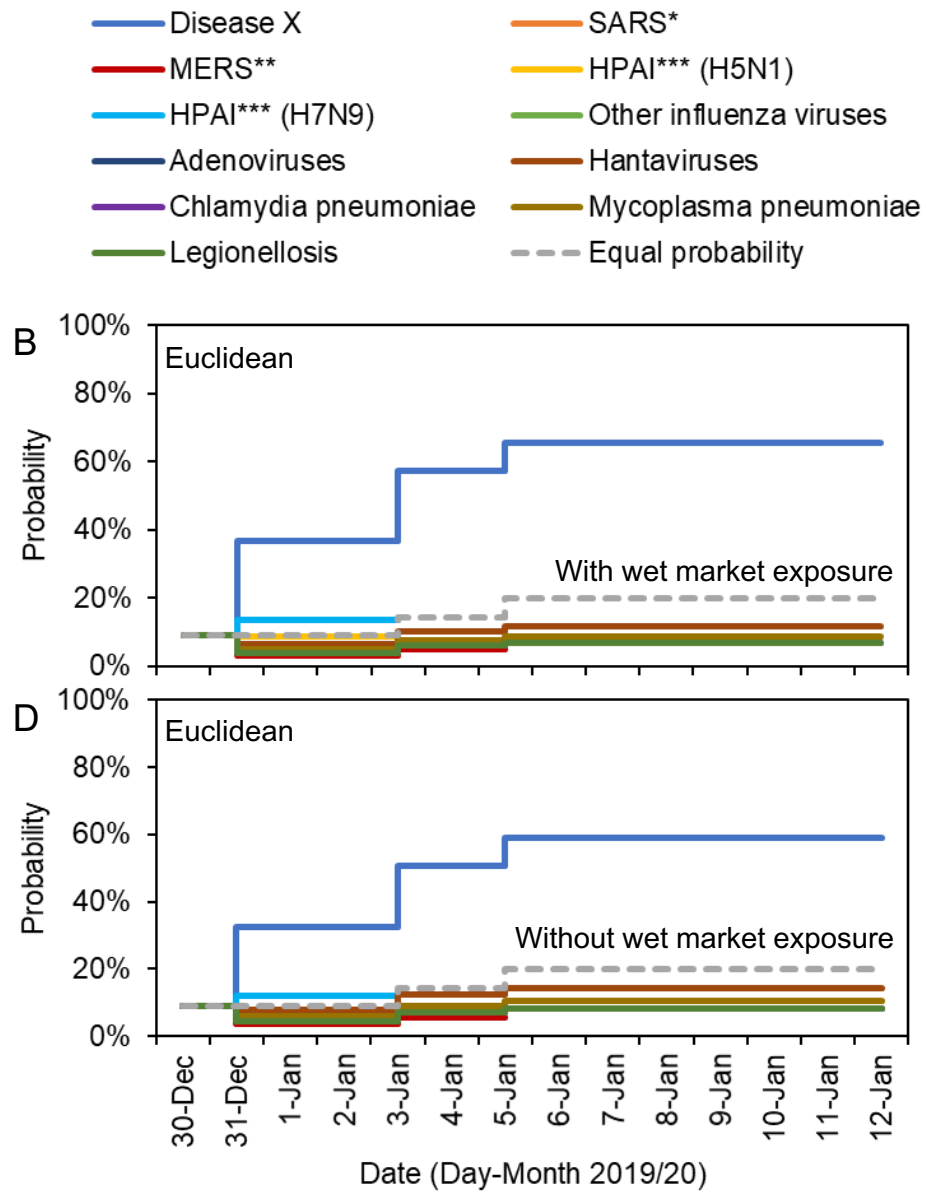 Disease X
SARS*
MERS**
HPAI*** (H5N1)
HPAI*** (H7N9)
Other influenza viruses
Adenoviruses
Hantaviruses
Chlamydia pneumoniae
Mycoplasma pneumoniae
Legionellosis
Equal probability
B
Euclidean
100%
80%
60%
40%
20%
0%
Probability
With wet market exposure
D
Euclidean
100%
80%
60%
40%
20%
0%
Probability
Without wet market exposure
30-Dec
31-Dec
1-Jan
2-Jan
3-Jan
4-Jan
5-Jan
6-Jan
7-Jan
8-Jan
9-Jan
10-Jan
11-Jan
12-Jan
Date (Day-Month 2019/20)